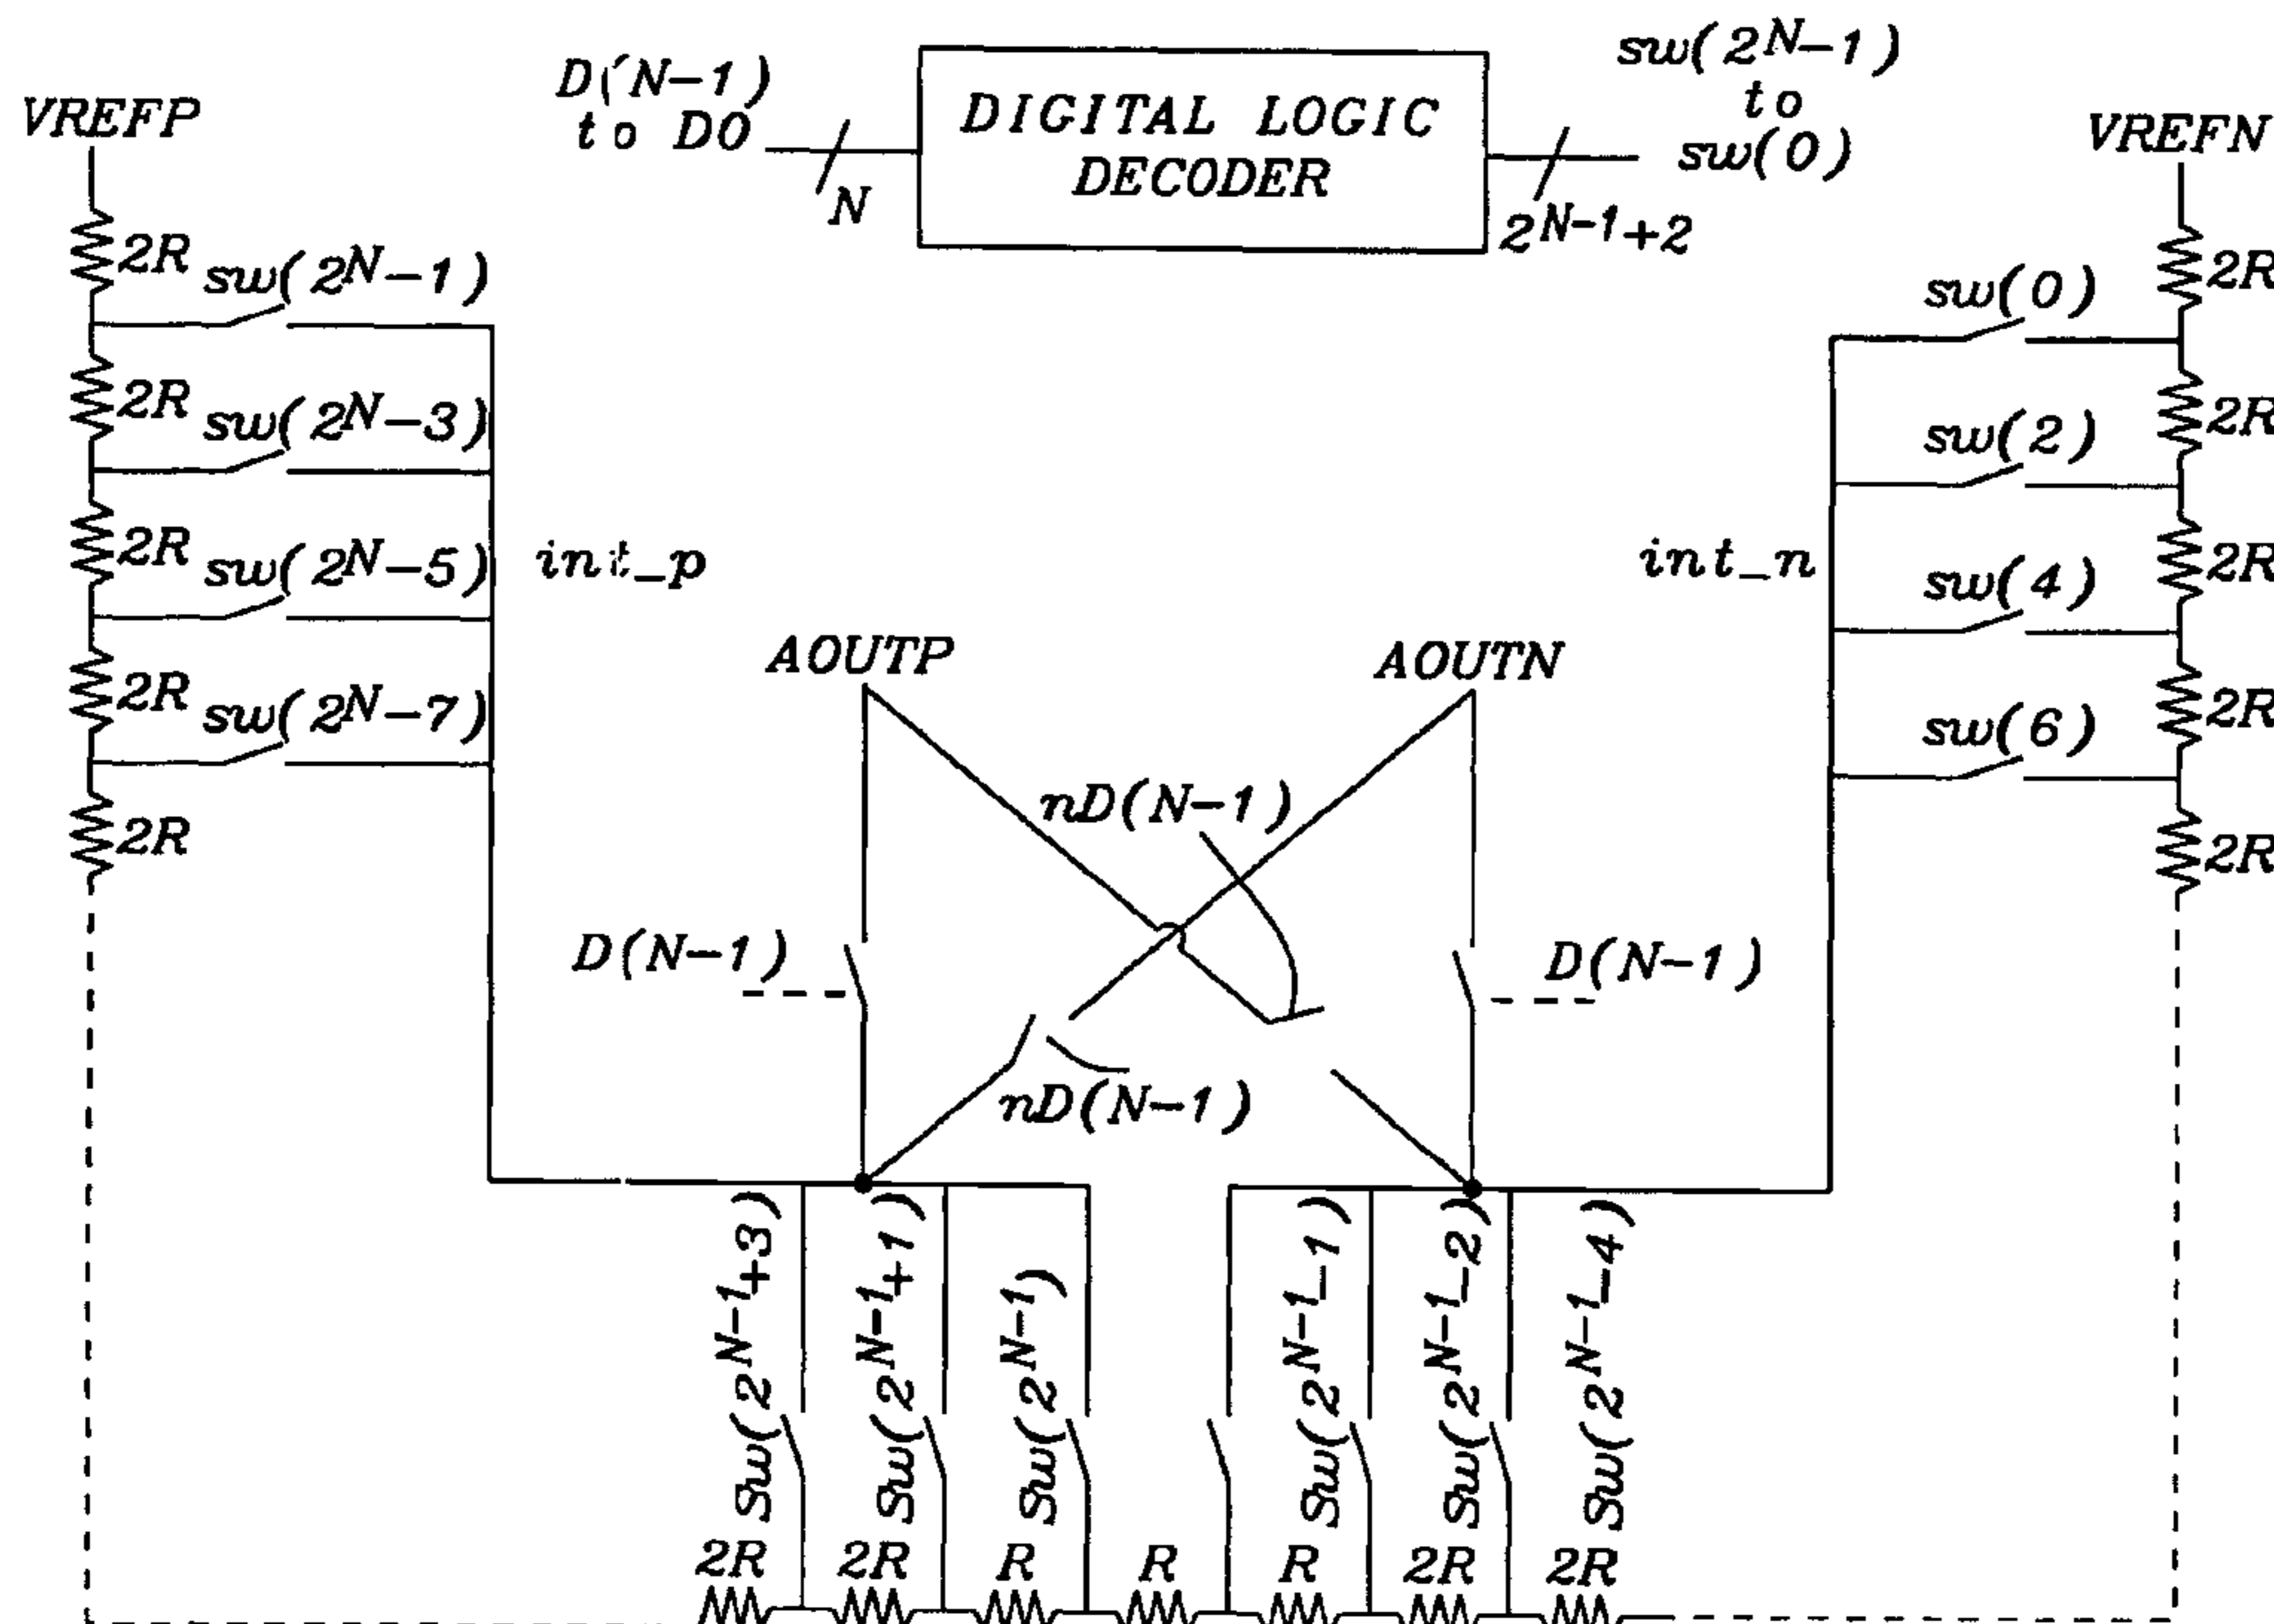 D(N-1)
to D0
N
DIGITAL LOGIC
DECODER
sw(2^N-1)
to
sw(0)
2^N-1+2
VREFP
VREFN
2R
sw(2^N-1)
2R
sw(2^N-3)
2R
sw(2^N-5)
2R
sw(2^N-7)
2R
int_p
int_n
sw(0)
2R
sw(2)
2R
sw(4)
2R
sw(6)
2R
2R
AOUTP
AOUTN
nD(N-1)
D(N-1)
D(N-1)
nD(N-1)
Sw(2^N-1+3)
Sw(2^N-1+1)
Sw(2^N-1)
Sw(2^N-1-1)
Sw(2^N-1-2)
Sw(2^N-1-4)
2R
2R
R
R
R
2R
2R